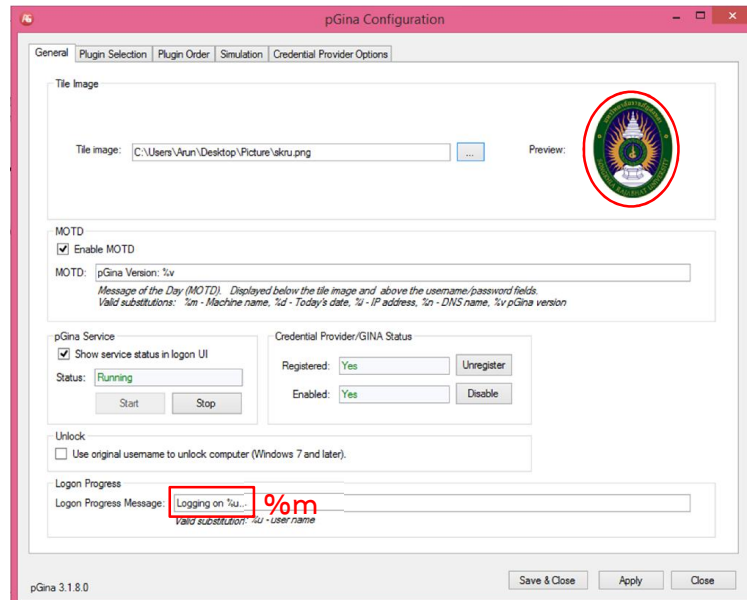 pGina Configuration
General Plugin Selection Plugin Order Simulation Credential Provider Options
Tile Image
Tile image: C:\Users\Arun\Desktop\Picture\skru.png ... Preview:
MOTD
Enable MOTD
MOTD: pGina Version: %v
Message of the Day (MOTD). Displayed below the tile image and above the username/password fields.
Valid substitutions: %m - Machine name, %d - Today's date, %i - IP address, %n - DNS name, %v pGina version
pGina Service
Show service status in logon UI
Status: Running
Start Stop
Credential Provider/GINA Status
Registered: Yes Unregister
Enabled: Yes Disable
Unlock
Use original username to unlock computer (Windows 7 and later).
Logon Progress
Logon Progress Message: Logging on %u... %m
Valid substitution: %u - user name
pGina 3.1.8.0
Save & Close Apply Close